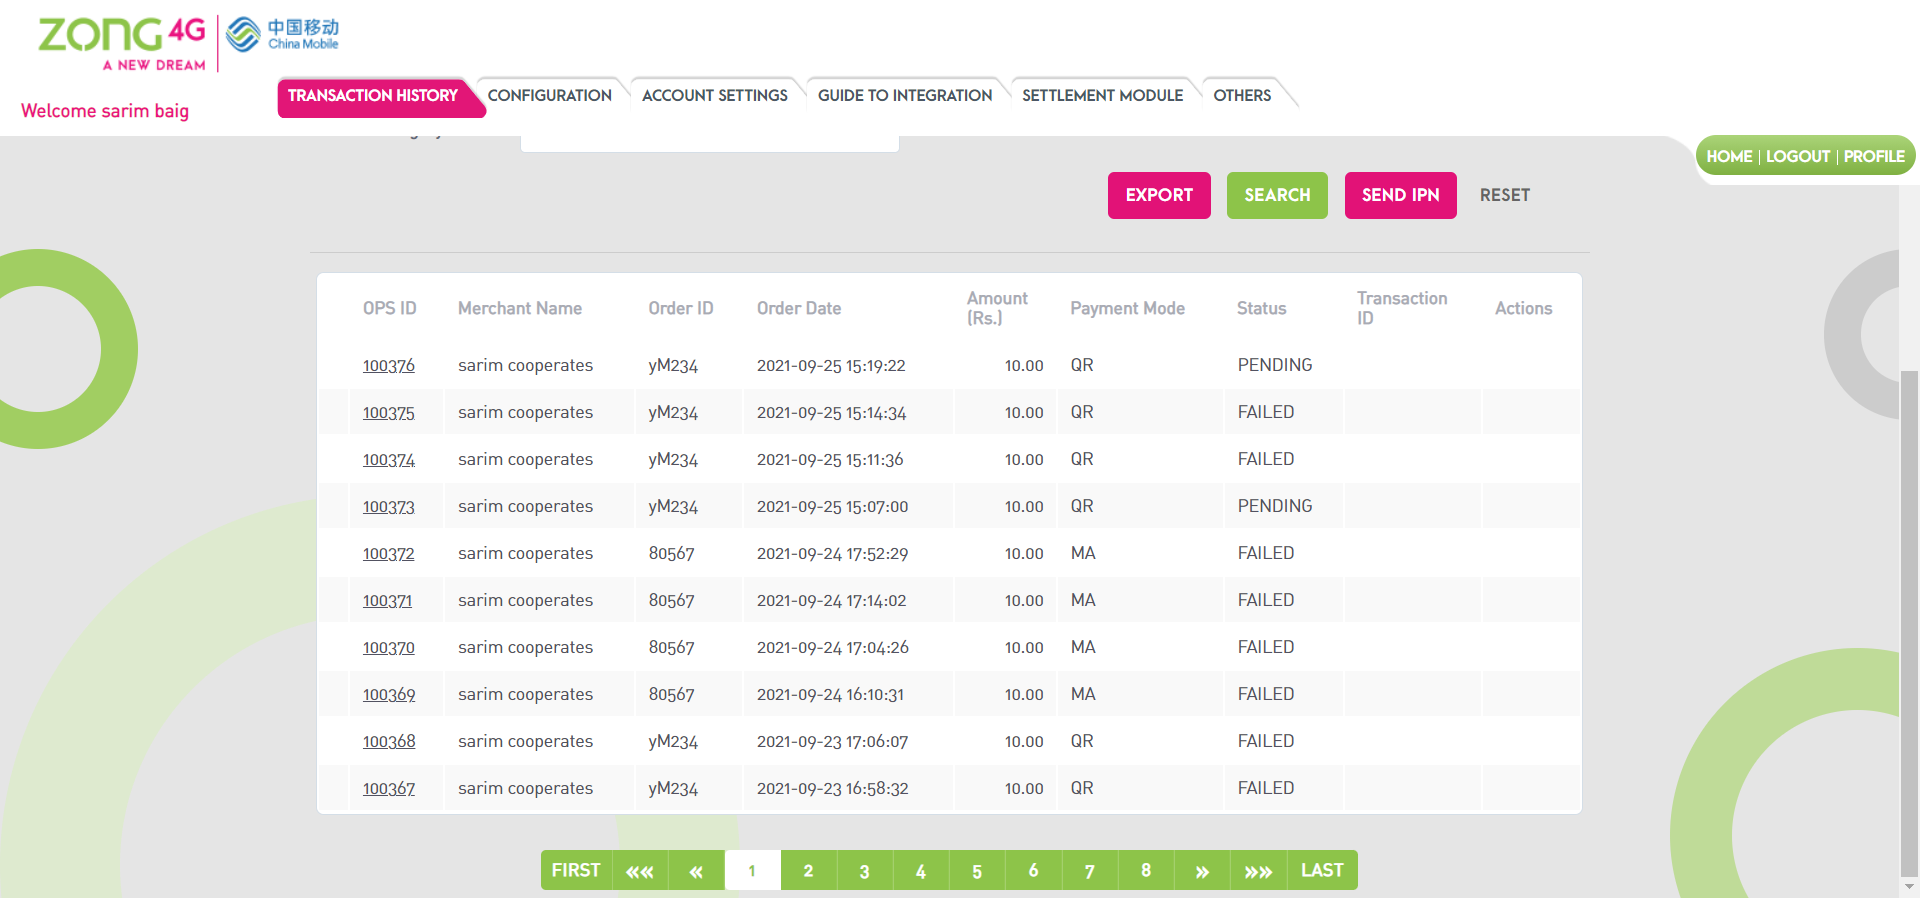 ZONG 4G
A NEW DREAM
中国移动
China Mobile
Welcome sarim baig
TRANSACTION HISTORY CONFIGURATION ACCOUNT SETTINGS GUIDE TO INTEGRATION SETTLEMENT MODULE OTHERS
HOME | LOGOUT | PROFILE
EXPORT SEARCH SEND IPN RESET
OPS ID Merchant Name Order ID Order Date Amount (Rs.) Payment Mode Status Transaction ID Actions
100376 sarim cooperates yM234 2021-09-25 15:19:22 10.00 QR PENDING
100375 sarim cooperates yM234 2021-09-25 15:14:34 10.00 QR FAILED
100374 sarim cooperates yM234 2021-09-25 15:11:36 10.00 QR FAILED
100373 sarim cooperates yM234 2021-09-25 15:07:00 10.00 QR PENDING
100372 sarim cooperates 80567 2021-09-24 17:52:29 10.00 MA FAILED
100371 sarim cooperates 80567 2021-09-24 17:14:02 10.00 MA FAILED
100370 sarim cooperates 80567 2021-09-24 17:04:26 10.00 MA FAILED
100369 sarim cooperates 80567 2021-09-24 16:10:31 10.00 MA FAILED
100368 sarim cooperates yM234 2021-09-23 17:06:07 10.00 QR FAILED
100367 sarim cooperates yM234 2021-09-23 16:58:32 10.00 QR FAILED
FIRST «« « 1 2 3 4 5 6 7 8 » »» LAST